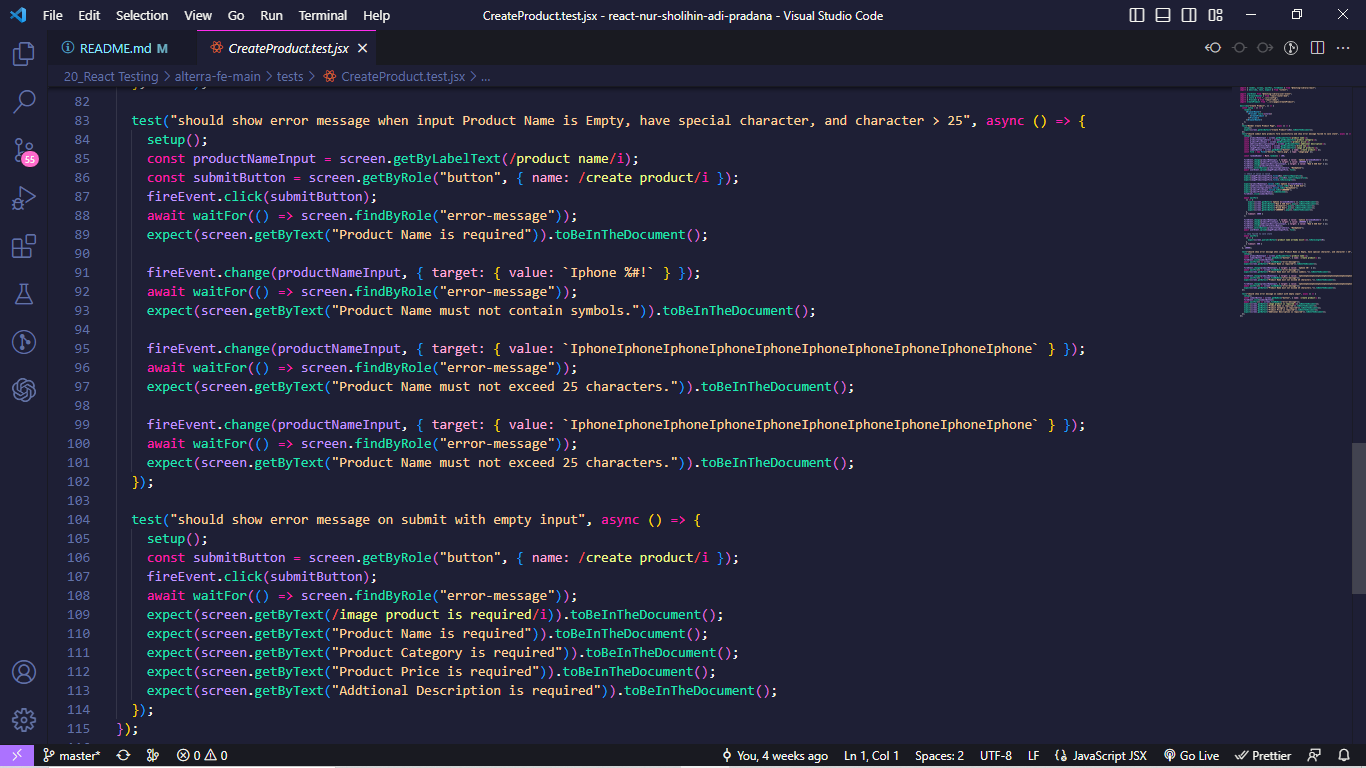 File Edit Selection View Go Run Terminal Help CreateProduct.test.jsx - react-nur-sholihin-adi-pradana - Visual Studio Code
README.md M CreateProduct.test.jsx
20_React Testing > alterra-fe-main > tests > CreateProduct.test.jsx > ...
55
82
83 test("should show error message when input Product Name is Empty, have special character, and character > 25", async () => {
84 setup();
85 const productNameInput = screen.getByLabelText(/product name/i);
86 const submitButton = screen.getByRole("button", { name: /create product/i });
87 fireEvent.click(submitButton);
88 await waitFor(() => screen.findByRole("error-message"));
89 expect(screen.getByText("Product Name is required")).toBeInTheDocument();
90
91 fireEvent.change(productNameInput, { target: { value: `Iphone %#!` } });
92 await waitFor(() => screen.findByRole("error-message"));
93 expect(screen.getByText("Product Name must not contain symbols.")).toBeInTheDocument();
94
95 fireEvent.change(productNameInput, { target: { value: `IphoneIphoneIphoneIphoneIphoneIphoneIphoneIphoneIphoneIphone` } });
96 await waitFor(() => screen.findByRole("error-message"));
97 expect(screen.getByText("Product Name must not exceed 25 characters.")).toBeInTheDocument();
98
99 fireEvent.change(productNameInput, { target: { value: `IphoneIphoneIphoneIphoneIphoneIphoneIphoneIphoneIphoneIphone` } });
100 await waitFor(() => screen.findByRole("error-message"));
101 expect(screen.getByText("Product Name must not exceed 25 characters.")).toBeInTheDocument();
102 });
103
104 test("should show error message on submit with empty input", async () => {
105 setup();
106 const submitButton = screen.getByRole("button", { name: /create product/i });
107 fireEvent.click(submitButton);
108 await waitFor(() => screen.findByRole("error-message"));
109 expect(screen.getByText(/image product is required/i)).toBeInTheDocument();
110 expect(screen.getByText("Product Name is required")).toBeInTheDocument();
111 expect(screen.getByText("Product Category is required")).toBeInTheDocument();
112 expect(screen.getByText("Product Price is required")).toBeInTheDocument();
113 expect(screen.getByText("Addtional Description is required")).toBeInTheDocument();
114 });
115 });
master* 0 0 You, 4 weeks ago Ln 1, Col 1 Spaces: 2 UTF-8 LF JavaScript JSX Go Live Prettier